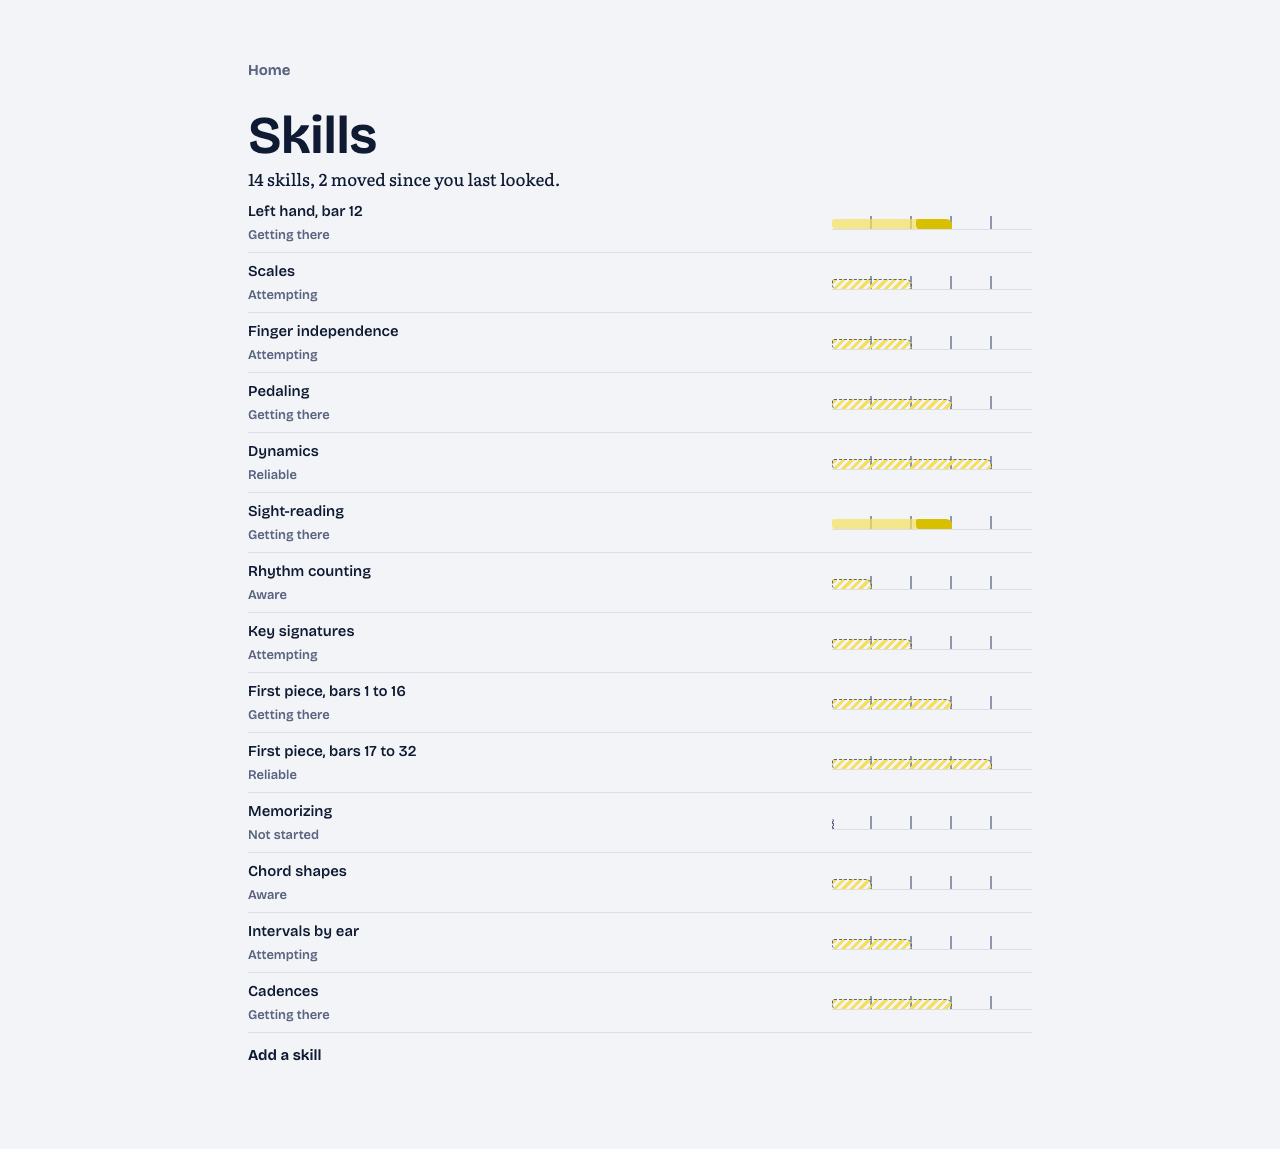 Home
Skills
14 skills, 2 moved since you last looked.
Left hand, bar 12
Getting there
Scales
Attempting
Finger independence
Attempting
Pedaling
Getting there
Dynamics
Reliable
Sight-reading
Getting there
Rhythm counting
Aware
Key signatures
Attempting
First piece, bars 1 to 16
Getting there
First piece, bars 17 to 32
Reliable
Memorizing
Not started
Chord shapes
Aware
Intervals by ear
Attempting
Cadences
Getting there
Add a skill